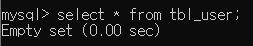 mysql> select * from tbl_user;
Empty set (0.00 sec)